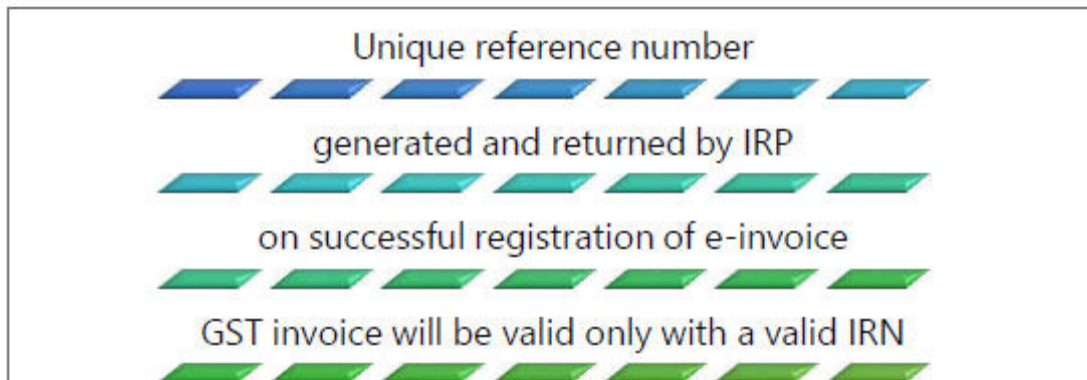 Unique reference number
generated and returned by IRP
on successful registration of e-invoice
GST invoice will be valid only with a valid IRN